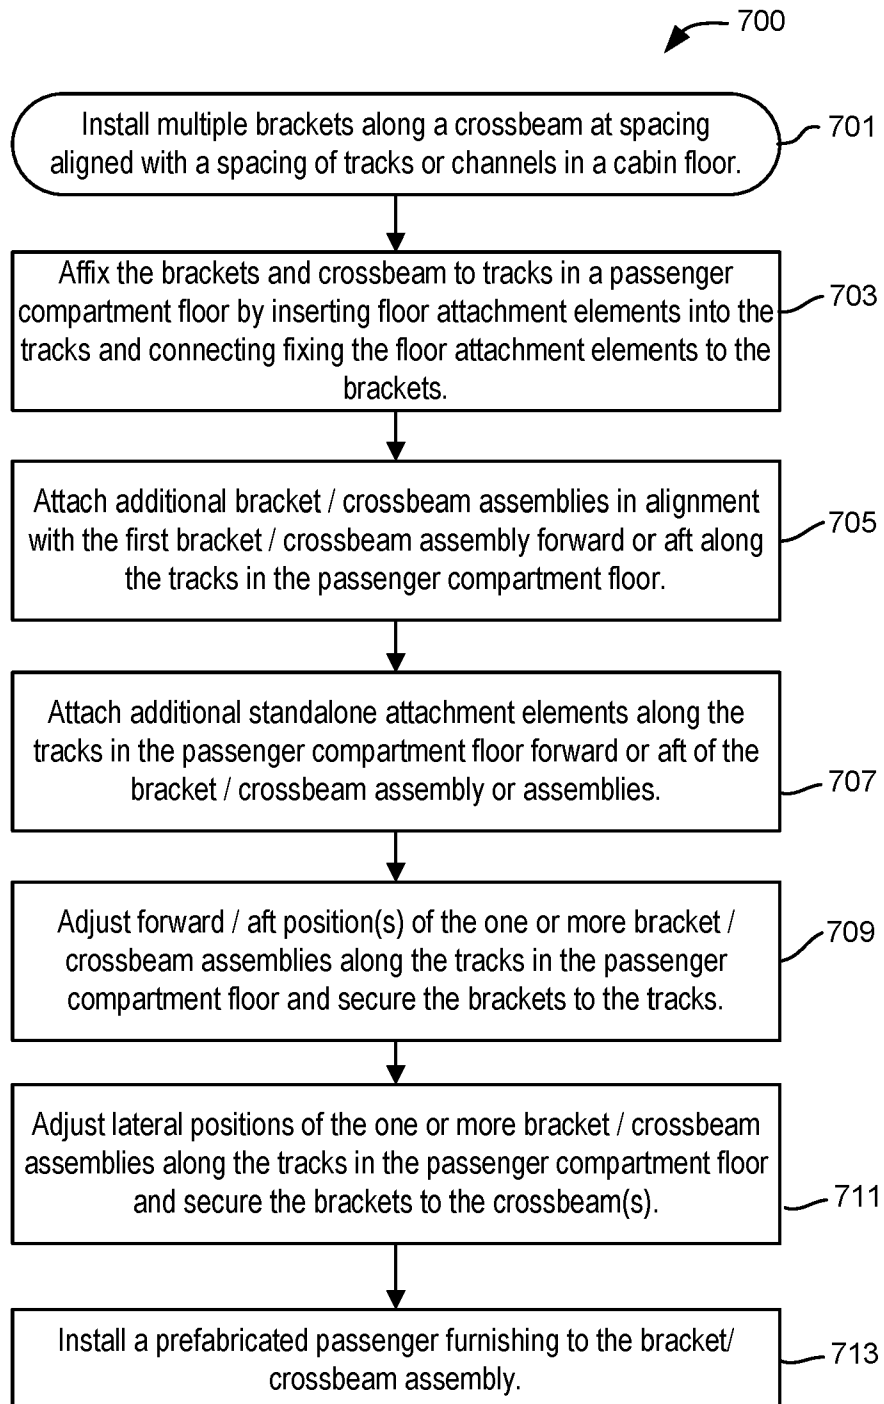 700
Install multiple brackets along a crossbeam at spacing
aligned with a spacing of tracks or channels in a cabin floor.
701
Affix the brackets and crossbeam to tracks in a passenger
compartment floor by inserting floor attachment elements into the
tracks and connecting fixing the floor attachment elements to the
brackets.
703
Attach additional bracket / crossbeam assemblies in alignment
with the first bracket / crossbeam assembly forward or aft along
the tracks in the passenger compartment floor.
705
Attach additional standalone attachment elements along the
tracks in the passenger compartment floor forward or aft of the
bracket / crossbeam assembly or assemblies.
707
Adjust forward / aft position(s) of the one or more bracket /
crossbeam assemblies along the tracks in the passenger
compartment floor and secure the brackets to the tracks.
709
Adjust lateral positions of the one or more bracket / crossbeam
assemblies along the tracks in the passenger compartment floor
and secure the brackets to the crossbeam(s).
711
Install a prefabricated passenger furnishing to the bracket/
crossbeam assembly.
713